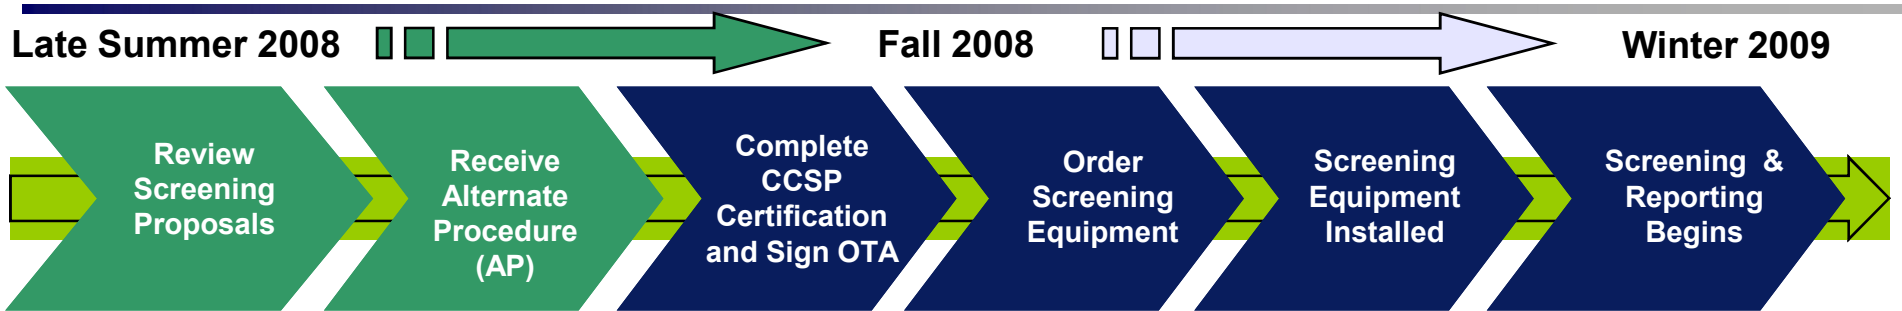 Late Summer 2008
Fall 2008
Winter 2009
Review
Screening
Proposals
Receive
Alternate
Procedure
(AP)
Complete
CCSP
Certification
and Sign OTA
Order
Screening
Equipment
Screening
Equipment
Installed
Screening &
Reporting
Begins